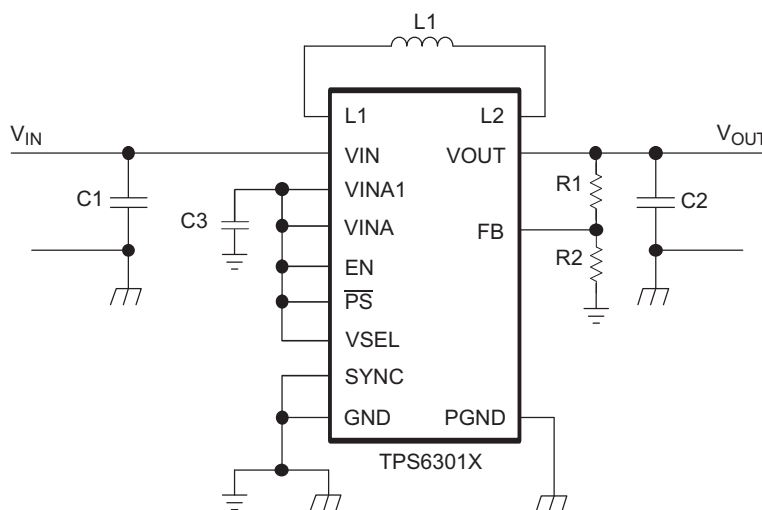 L1
L1 L2
VIN VOUT
VIN VOUT
C1
VINA1
R1
C2
C3
VINA
FB
EN
R2
PS
VSEL
SYNC
GND PGND
TPS6301X